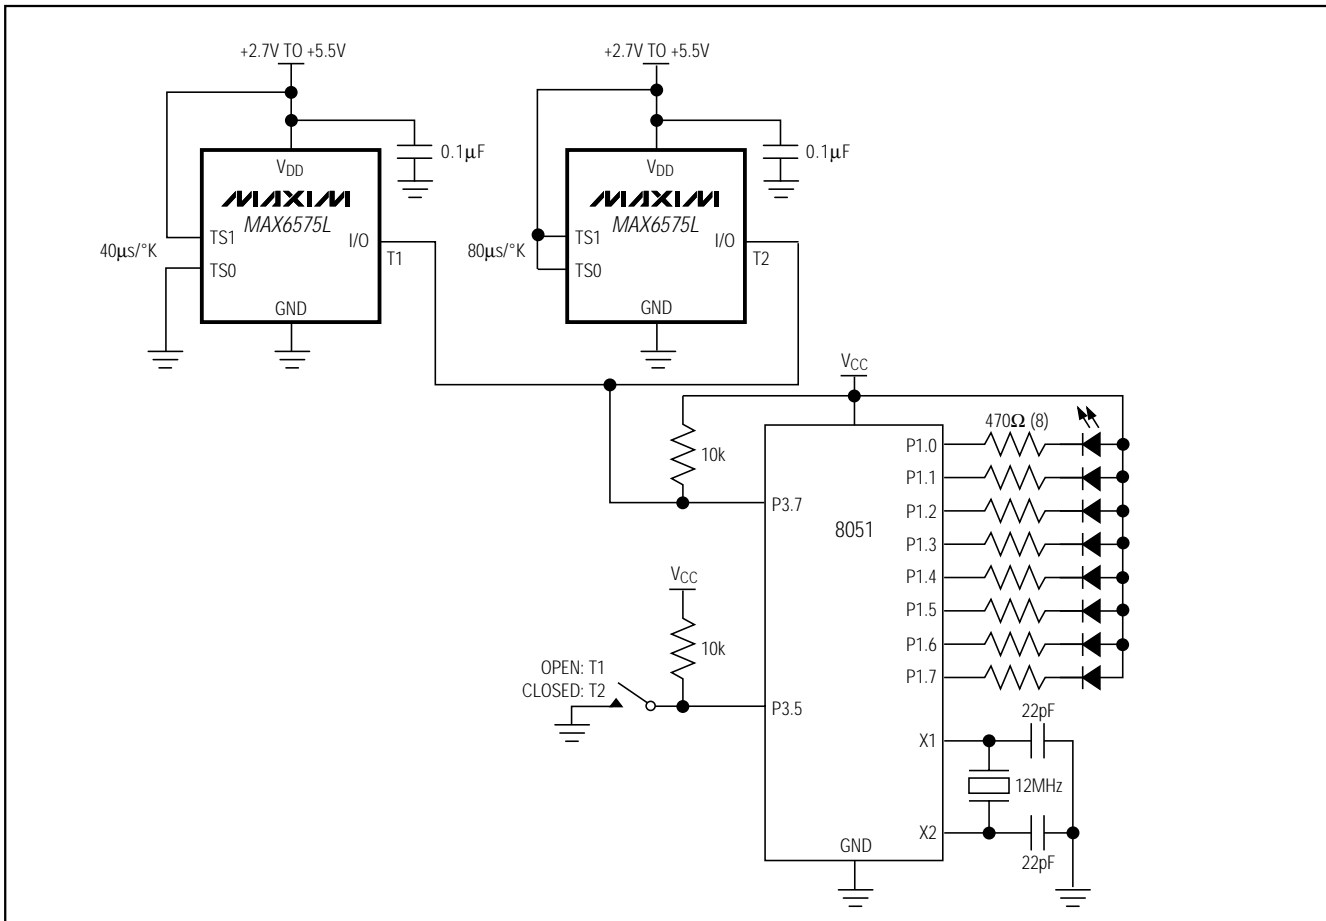 +2.7V TO +5.5V
+2.7V TO +5.5V
0.1µF
0.1µF
VDD
MAXIM
MAX6575L
TS1
I/O
40µs/°K
T1
TS0
GND
VDD
MAXIM
MAX6575L
TS1
I/O
80µs/°K
T2
TS0
GND
VCC
470Ω (8)
10k
P3.7
8051
P1.0
P1.1
P1.2
P1.3
P1.4
P1.5
P1.6
P1.7
VCC
10k
OPEN: T1
CLOSED: T2
P3.5
22pF
X1
12MHz
X2
GND
22pF